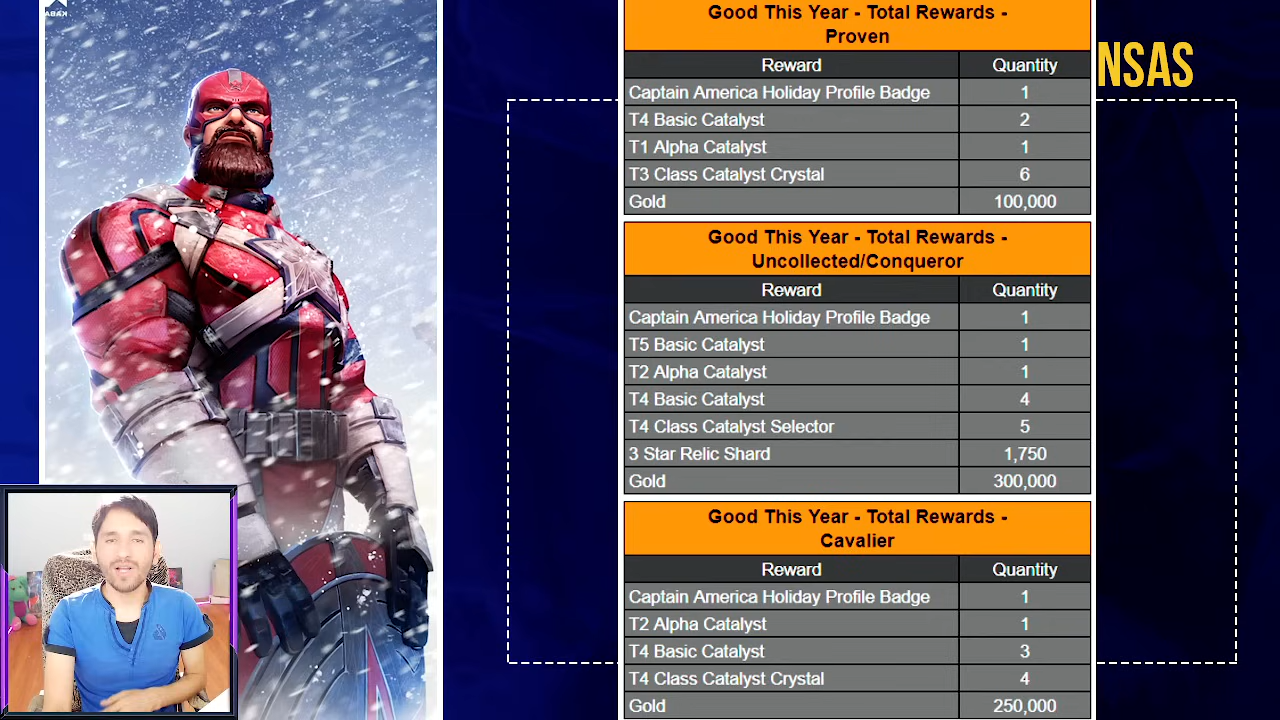 KABA
Good This Year - Total Rewards -
Proven
Reward Quantity
Captain America Holiday Profile Badge 1
T4 Basic Catalyst 2
T1 Alpha Catalyst 1
T3 Class Catalyst Crystal 6
Gold 100,000
NSAS
Good This Year - Total Rewards -
Uncollected/Conqueror
Reward Quantity
Captain America Holiday Profile Badge 1
T5 Basic Catalyst 1
T2 Alpha Catalyst 1
T4 Basic Catalyst 4
T4 Class Catalyst Selector 5
3 Star Relic Shard 1,750
Gold 300,000
Good This Year - Total Rewards -
Cavalier
Reward Quantity
Captain America Holiday Profile Badge 1
T2 Alpha Catalyst 1
T4 Basic Catalyst 3
T4 Class Catalyst Crystal 4
Gold 250,000